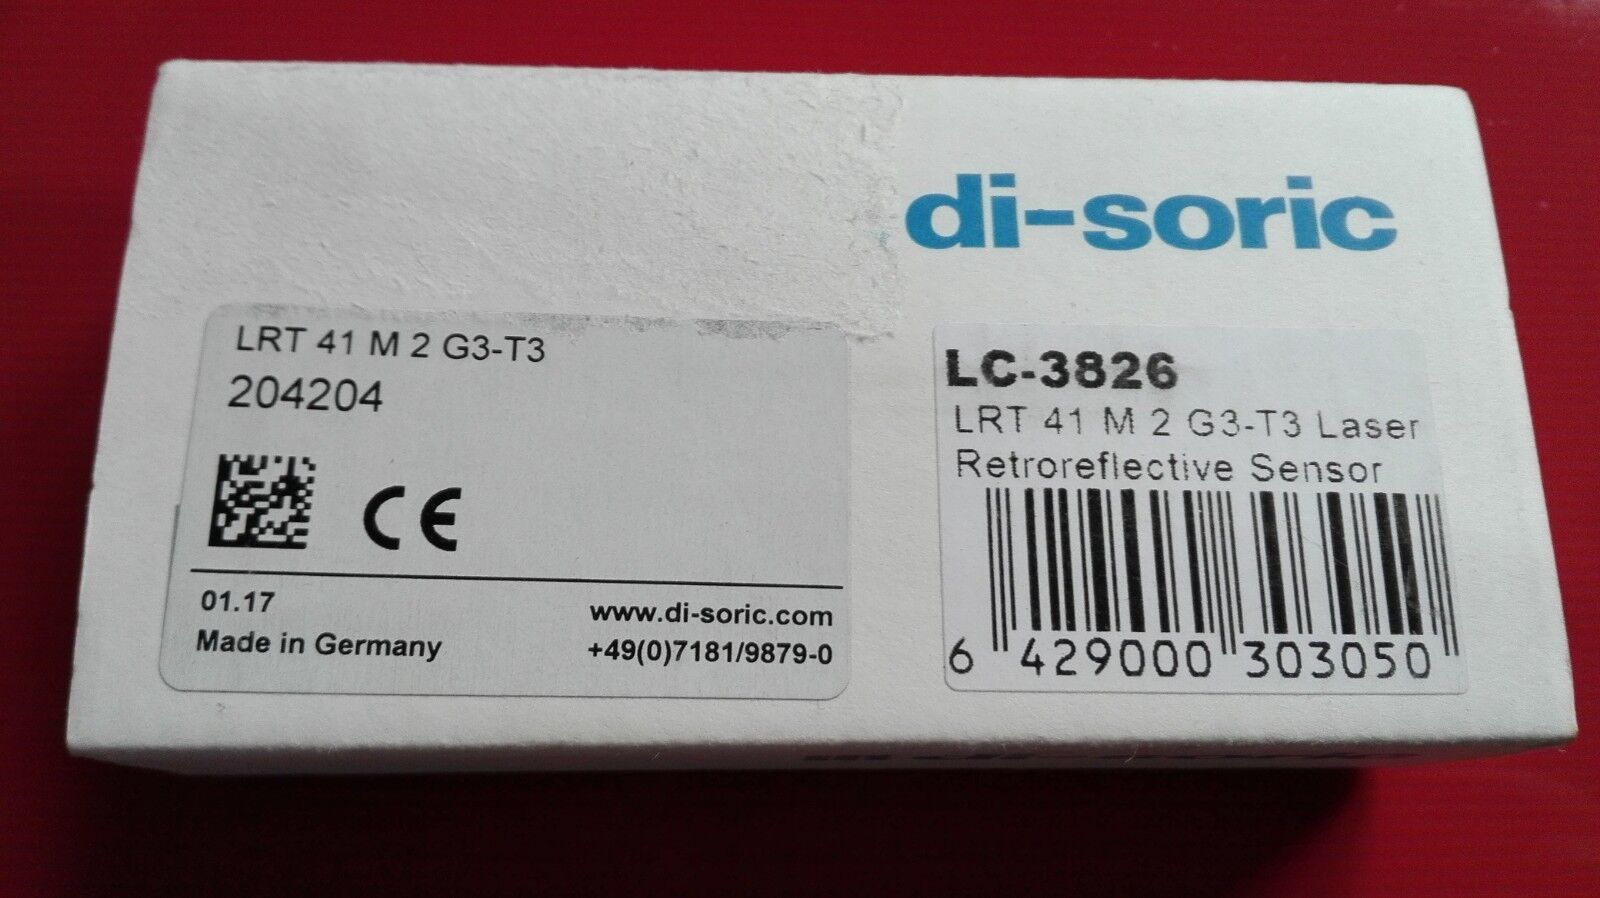 di-soric
LRT 41 M 2 G3-T3
204204
CE
01.17
Made in Germany
www.di-soric.com
+49(0)7181/9879-0
LC-3826
LRT 41 M 2 G3-T3 Laser
Retroreflective Sensor
6 429000 303050